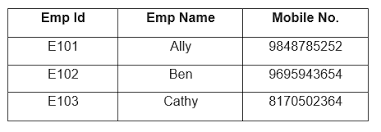 Emp Id Emp Name Mobile No.
E101 Ally 9848785252
E102 Ben 9695943654
E103 Cathy 8170502364